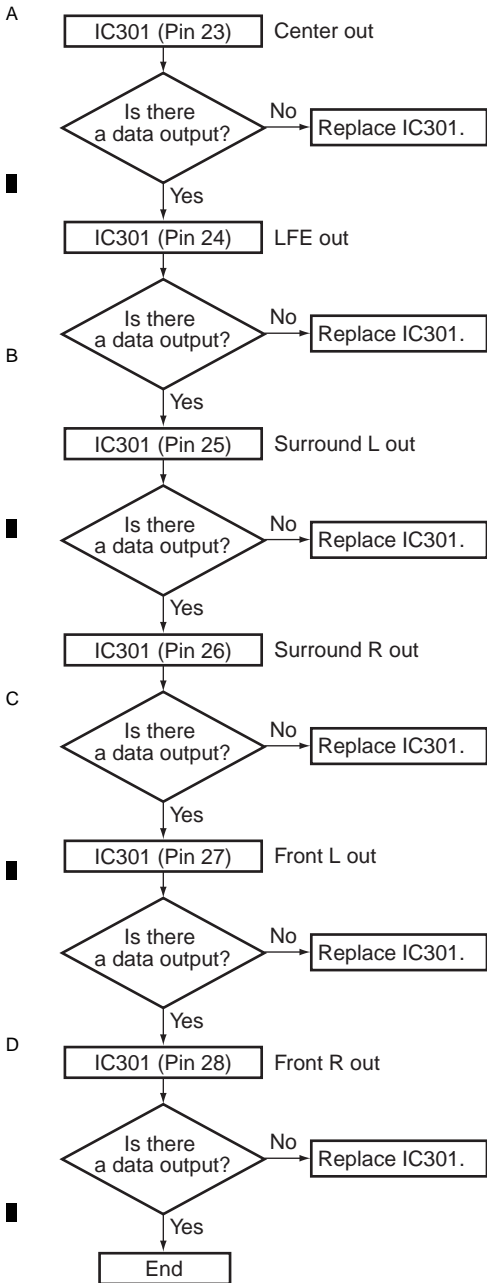 A
IC301 (Pin 23) Center out
Is there
a data output?
No
Replace IC301.
Yes
IC301 (Pin 24) LFE out
Is there
a data output?
No
Replace IC301.
B
Yes
IC301 (Pin 25) Surround L out
Is there
a data output?
No
Replace IC301.
Yes
IC301 (Pin 26) Surround R out
C
Is there
a data output?
No
Replace IC301.
Yes
IC301 (Pin 27) Front L out
Is there
a data output?
No
Replace IC301.
Yes
D
IC301 (Pin 28) Front R out
Is there
a data output?
No
Replace IC301.
Yes
End